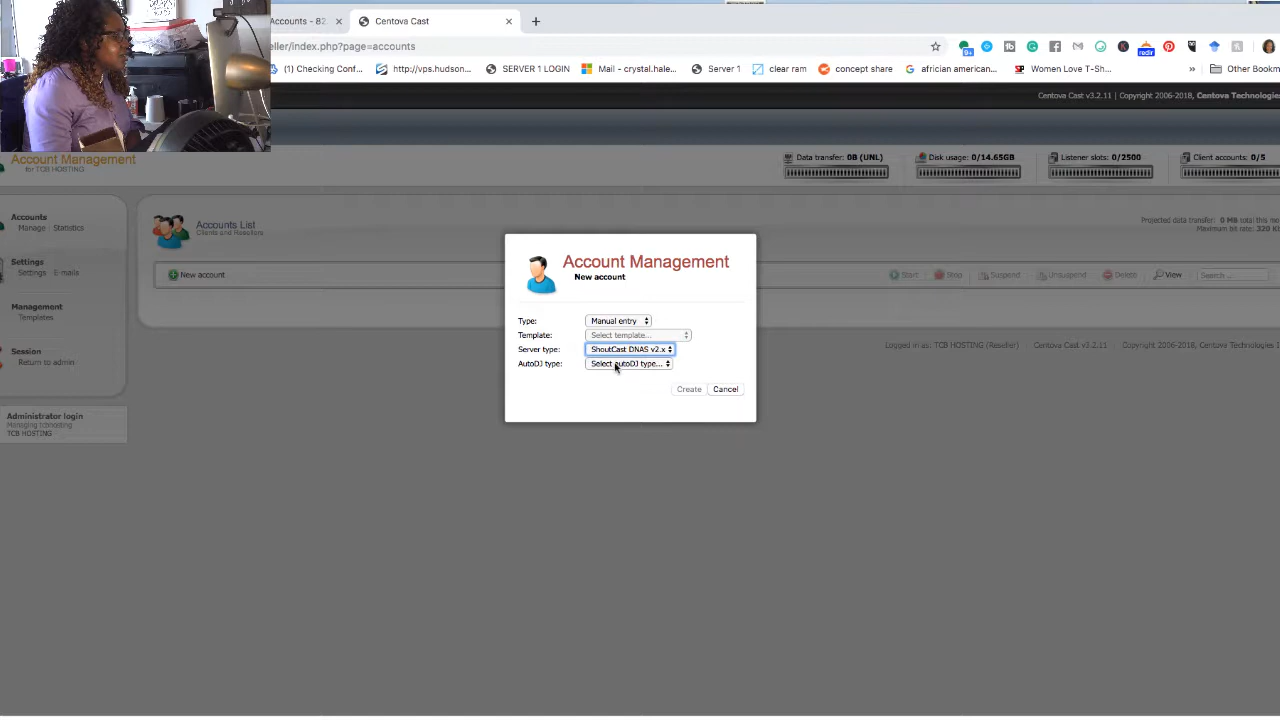 Accounts - 82
Centova Cast
eller/index.php?page=accounts
(1) Checking Conf...
http://vps.hudson...
SERVER 1 LOGIN
Mail - crystal.hale...
Server 1
clear ram
concept share
africian american...
Women Love T-Sh...
»
Other Bookm
Centova Cast v3.2.11 | Copyright 2006-2018, Centova Technologies
Account Management
for TCB HOSTING
Data transfer: 0B (UNL)
Disk usage: 0/14.65GB
Listener slots: 0/2500
Client accounts: 0/5
Accounts
Manage Statistics
Settings
Settings E-mails
Management
Templates
Session
Return to admin
Administrator login
Managing tcbhosting
TCB HOSTING
Accounts List
Clients and Resellers
Projected data transfer: 0 MB total this mo
Maximum bit rate: 320 Kb
New account
Start
Stop
Suspend
Unsuspend
Delete
View
Search ...
Logged in as: TCB HOSTING (Reseller) Centova Cast v3.2.11 Copyright 2006-2018, Centova Technologies I
Account Management
New account
Type: Manual entry
Template: Select template...
Server type: ShoutCast DNAS v2.x
AutoDJ type: Select autoDJ type...
Create Cancel